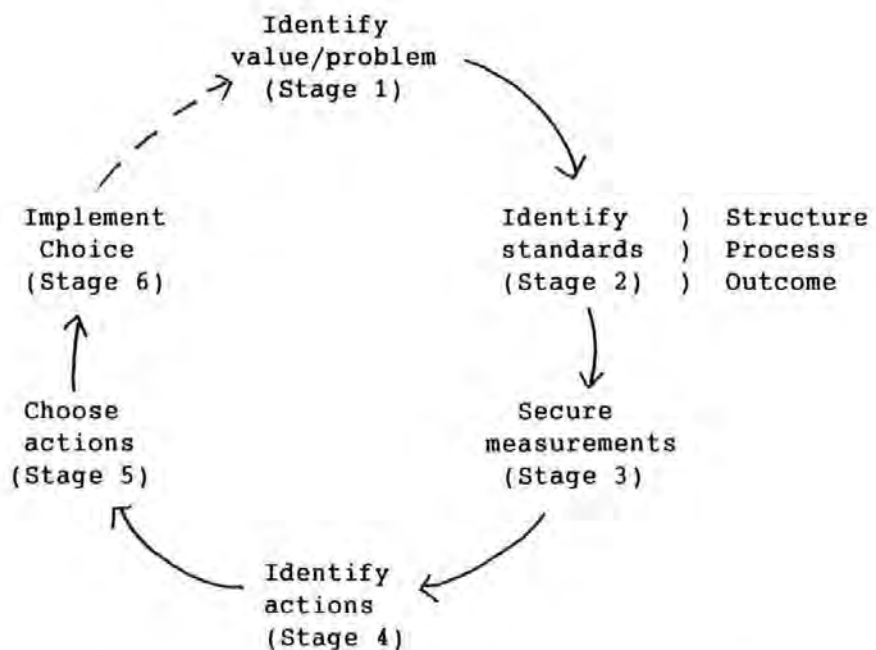 Identify
value/problem
(Stage 1)
Identify ) Structure
standards ) Process
(Stage 2) ) Outcome
Secure
measurements
(Stage 3)
Identify
actions
(Stage 4)
Choose
actions
(Stage 5)
Implement
Choice
(Stage 6)